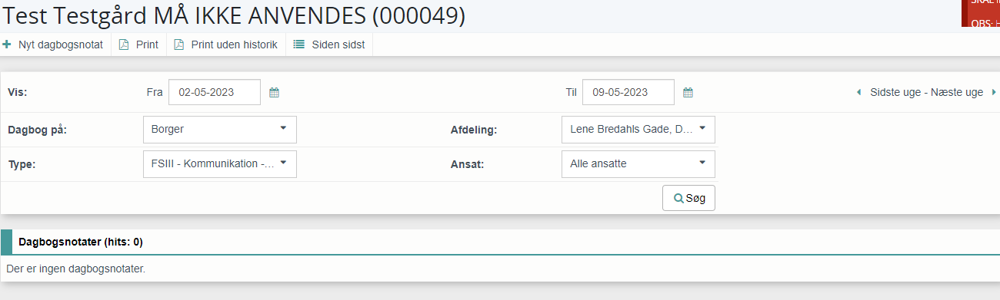 Test Testgård MÅ IKKE ANVENDES (000049)
OBS: H
Nyt dagbogsnotat Print Print uden historik Siden sidst
Vis: Fra 02-05-2023 Til 09-05-2023 Sidste uge - Næste uge
Dagbog på: Borger Afdeling: Lene Bredahls Gade, D...
Type: FSIII - Kommunikation -... Ansat: Alle ansatte
Søg
Dagbogsnotater (hits: 0)
Der er ingen dagbogsnotater.